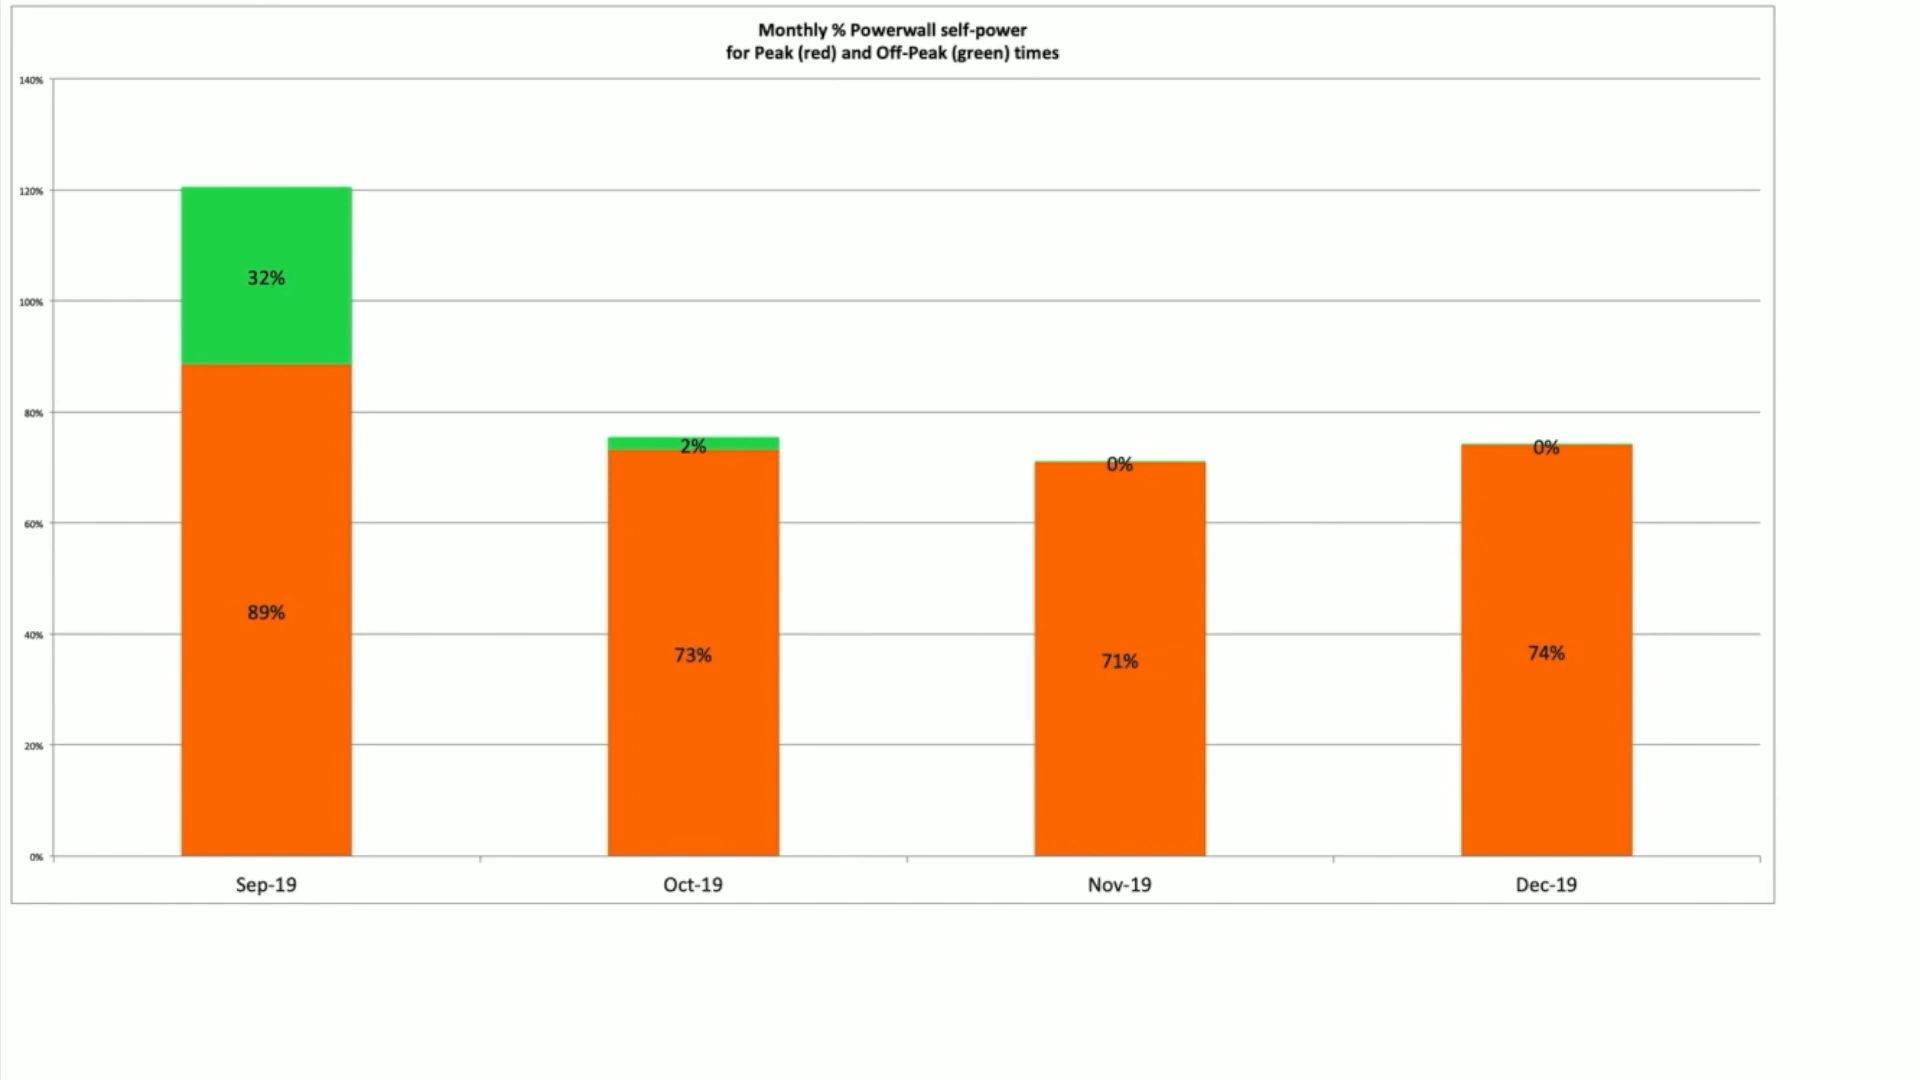 Monthly % Powerwall self-power
for Peak (red) and Off-Peak (green) times
140%
120%
100%
80%
60%
40%
20%
0%
32%
89%
2%
73%
0%
71%
0%
74%
Sep-19
Oct-19
Nov-19
Dec-19